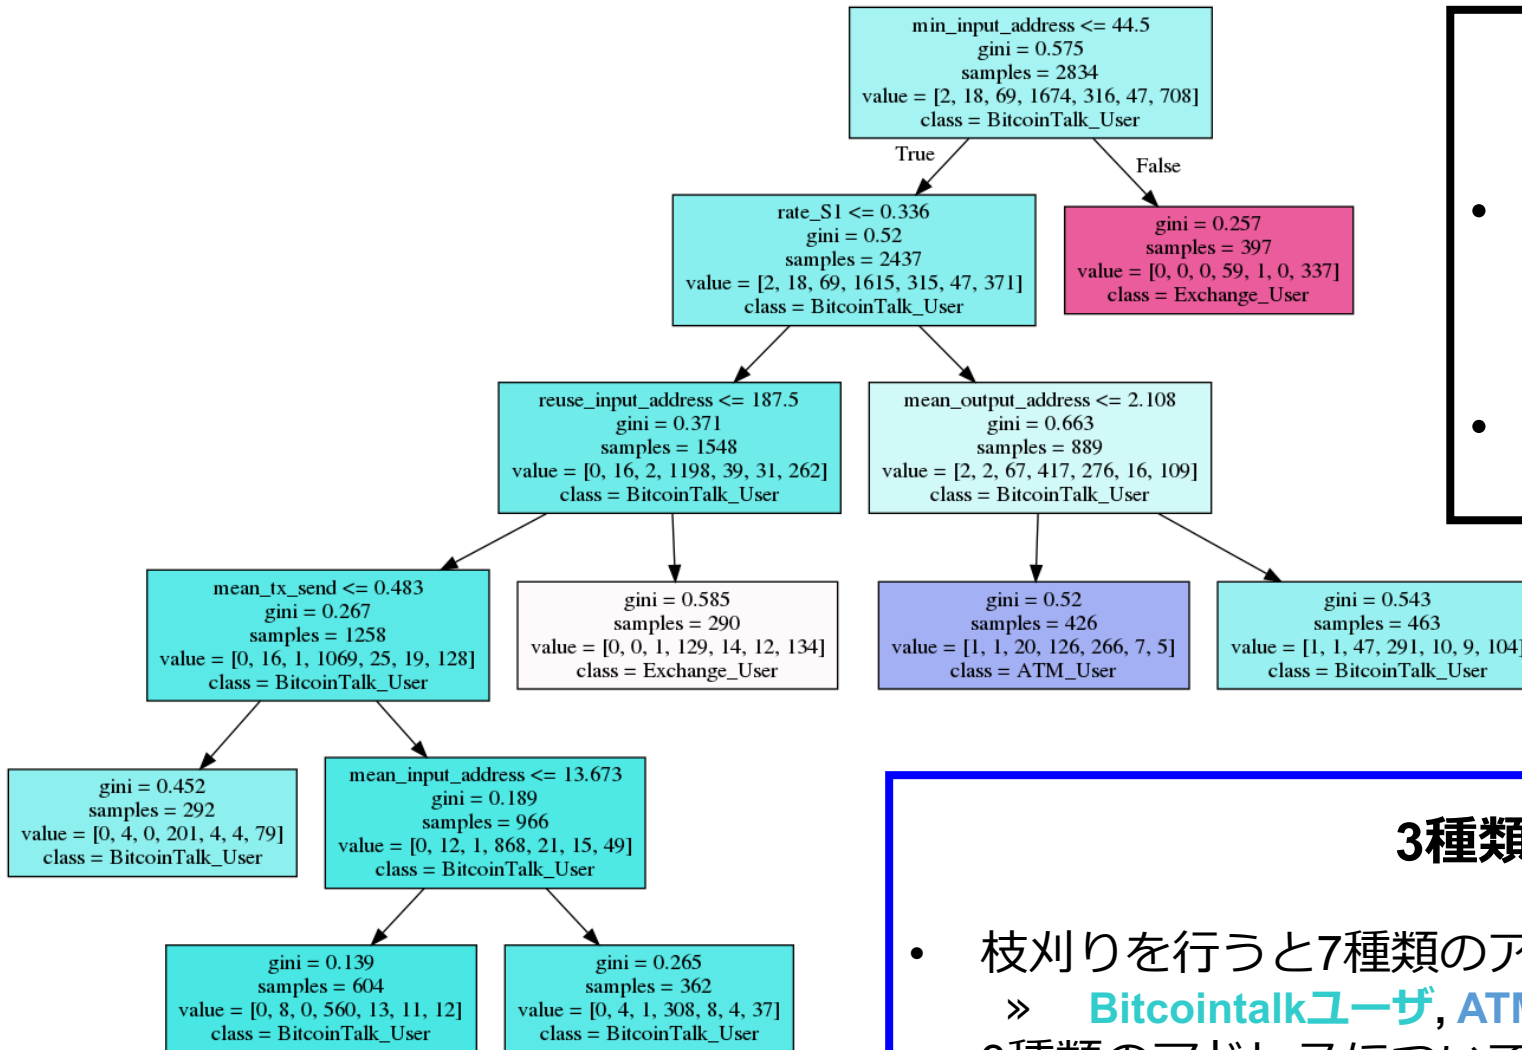 min_input_address <= 44.5
gini = 0.575
samples = 2834
value = [2, 18, 69, 1674, 316, 47, 708]
class = BitcoinTalk_User
True
False
rate_S1 <= 0.336
gini = 0.52
samples = 2437
value = [2, 18, 69, 1615, 315, 47, 371]
class = BitcoinTalk_User
gini = 0.257
samples = 397
value = [0, 0, 0, 59, 1, 0, 337]
class = Exchange_User
•
•
reuse_input_address <= 187.5
gini = 0.371
samples = 1548
value = [0, 16, 2, 1198, 39, 31, 262]
class = BitcoinTalk_User
mean_output_address <= 2.108
gini = 0.663
samples = 889
value = [2, 2, 67, 417, 276, 16, 109]
class = BitcoinTalk_User
mean_tx_send <= 0.483
gini = 0.267
samples = 1258
value = [0, 16, 1, 1069, 25, 19, 128]
class = BitcoinTalk_User
gini = 0.585
samples = 290
value = [0, 0, 1, 129, 14, 12, 134]
class = Exchange_User
gini = 0.52
samples = 426
value = [1, 1, 20, 126, 266, 7, 5]
class = ATM_User
gini = 0.543
samples = 463
value = [1, 1, 47, 291, 10, 9, 104]
class = BitcoinTalk_User
gini = 0.452
samples = 292
value = [0, 4, 0, 201, 4, 4, 79]
class = BitcoinTalk_User
mean_input_address <= 13.673
gini = 0.189
samples = 966
value = [0, 12, 1, 868, 21, 15, 49]
class = BitcoinTalk_User
gini = 0.139
samples = 604
value = [0, 8, 0, 560, 13, 11, 12]
class = BitcoinTalk_User
gini = 0.265
samples = 362
value = [0, 4, 1, 308, 8, 4, 37]
class = BitcoinTalk_User
3種類
• 枝刈りを行うと7種類のア
» Bitcointalkユーザ, ATM